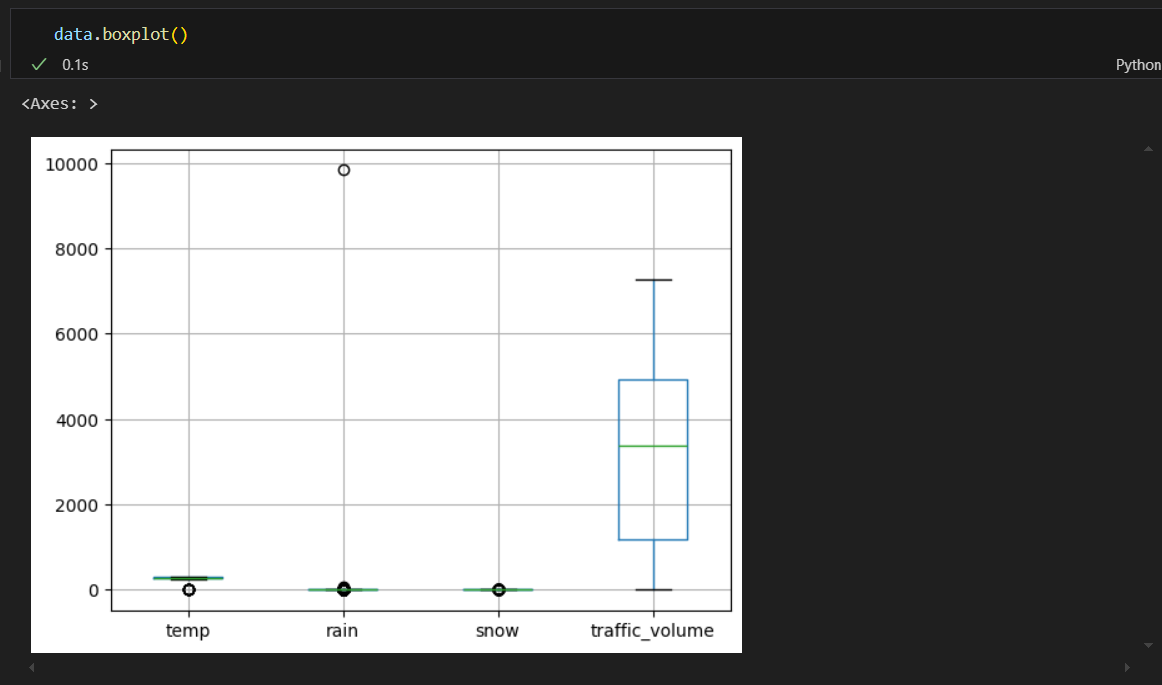 data.boxplot()
0.1s
Python
<Axes: >
10000
8000
6000
4000
2000
0
temp rain snow traffic_volume